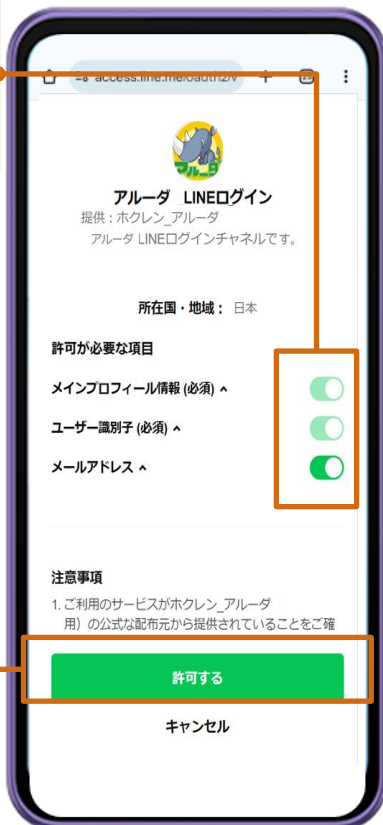 access.line.me/oauth2/v
アルーダ
アルーダ LINEログイン
提供：ホクレン_アルーダ
アルーダ LINEログインチャネルです。
所在国・地域： 日本
許可が必要な項目
メインプロフィール情報 (必須)
ユーザー識別子 (必須)
メールアドレス
注意事項
1. ご利用のサービスがホクレン_アルーダ
用）の公式な配布元から提供されていることをご確
許可する
キャンセル